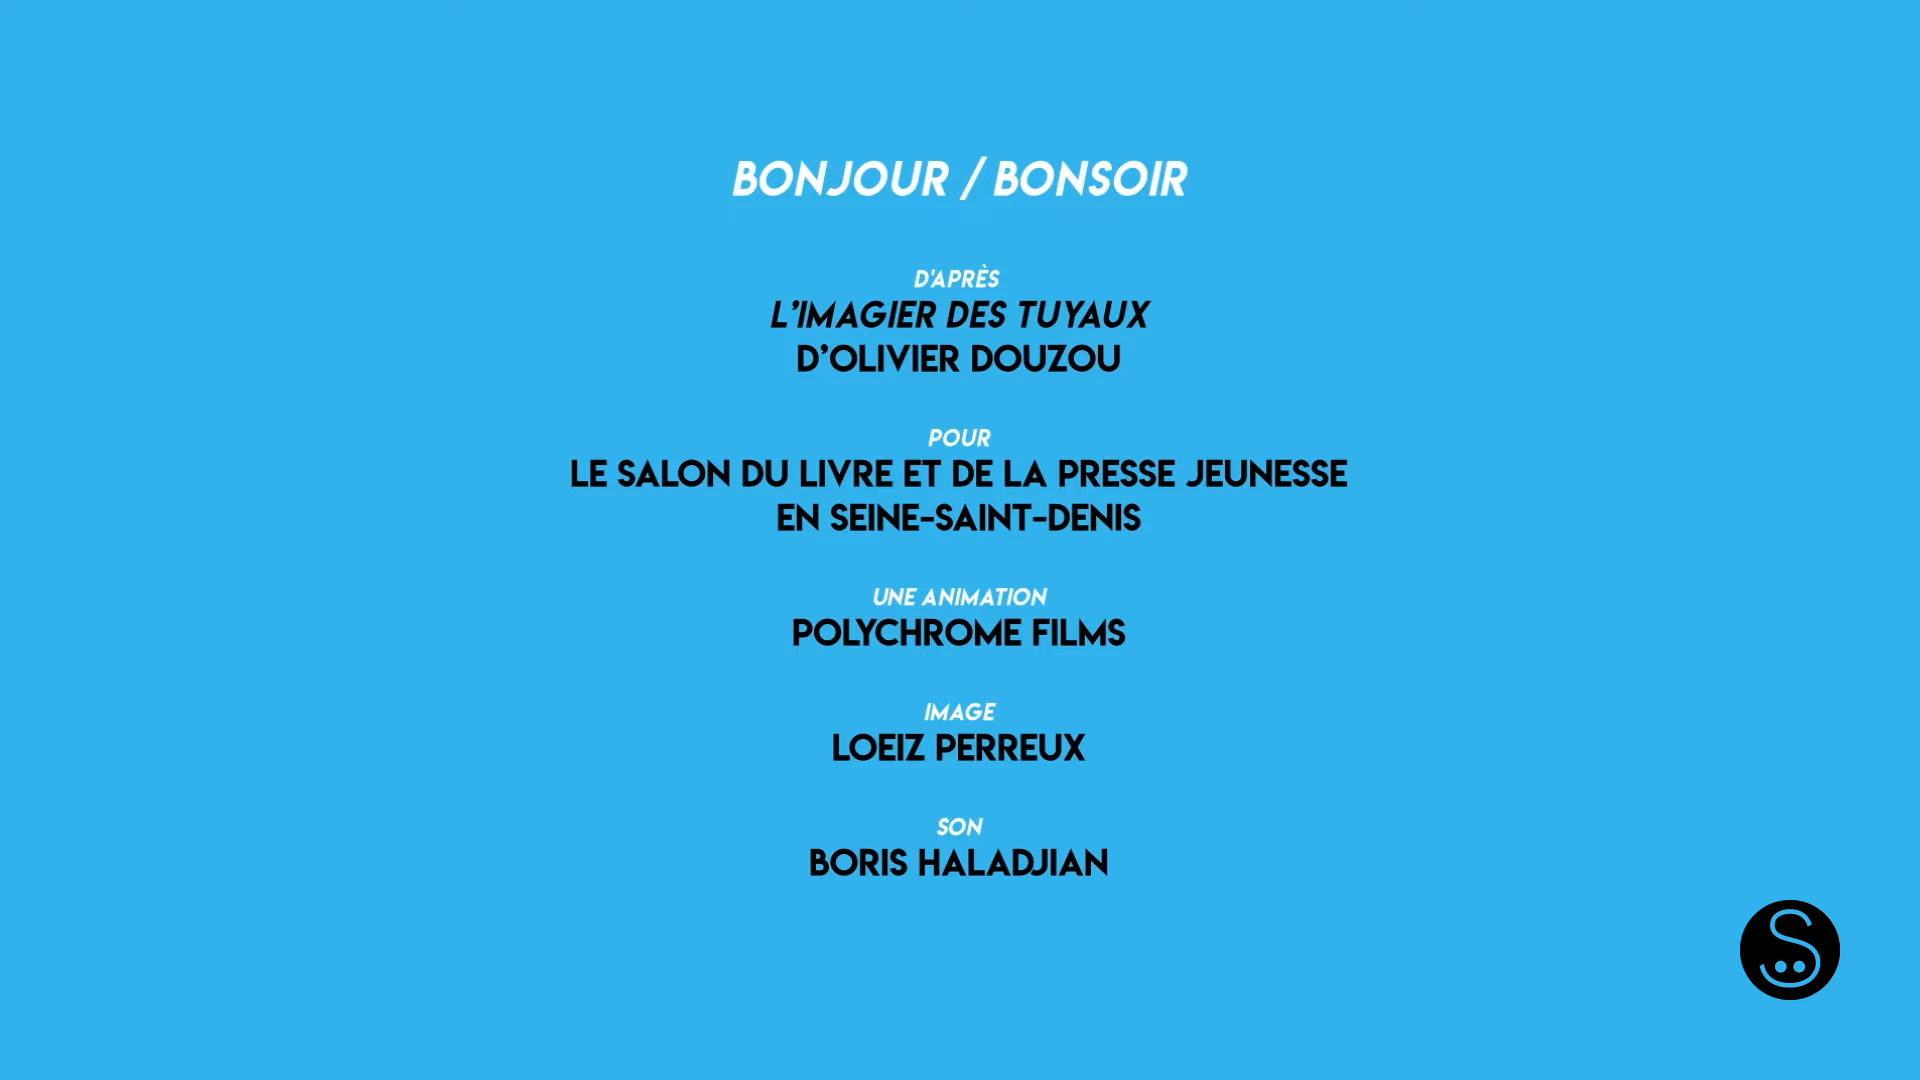 BONJOUR / BONSOIR
D'APRÈS
L’IMAGIER DES TUYAUX
D’OLIVIER DOUZOU
POUR
LE SALON DU LIVRE ET DE LA PRESSE JEUNESSE
EN SEINE-SAINT-DENIS
UNE ANIMATION
POLYCHROME FILMS
IMAGE
LOEIZ PERREUX
SON
BORIS HALADJIAN
S